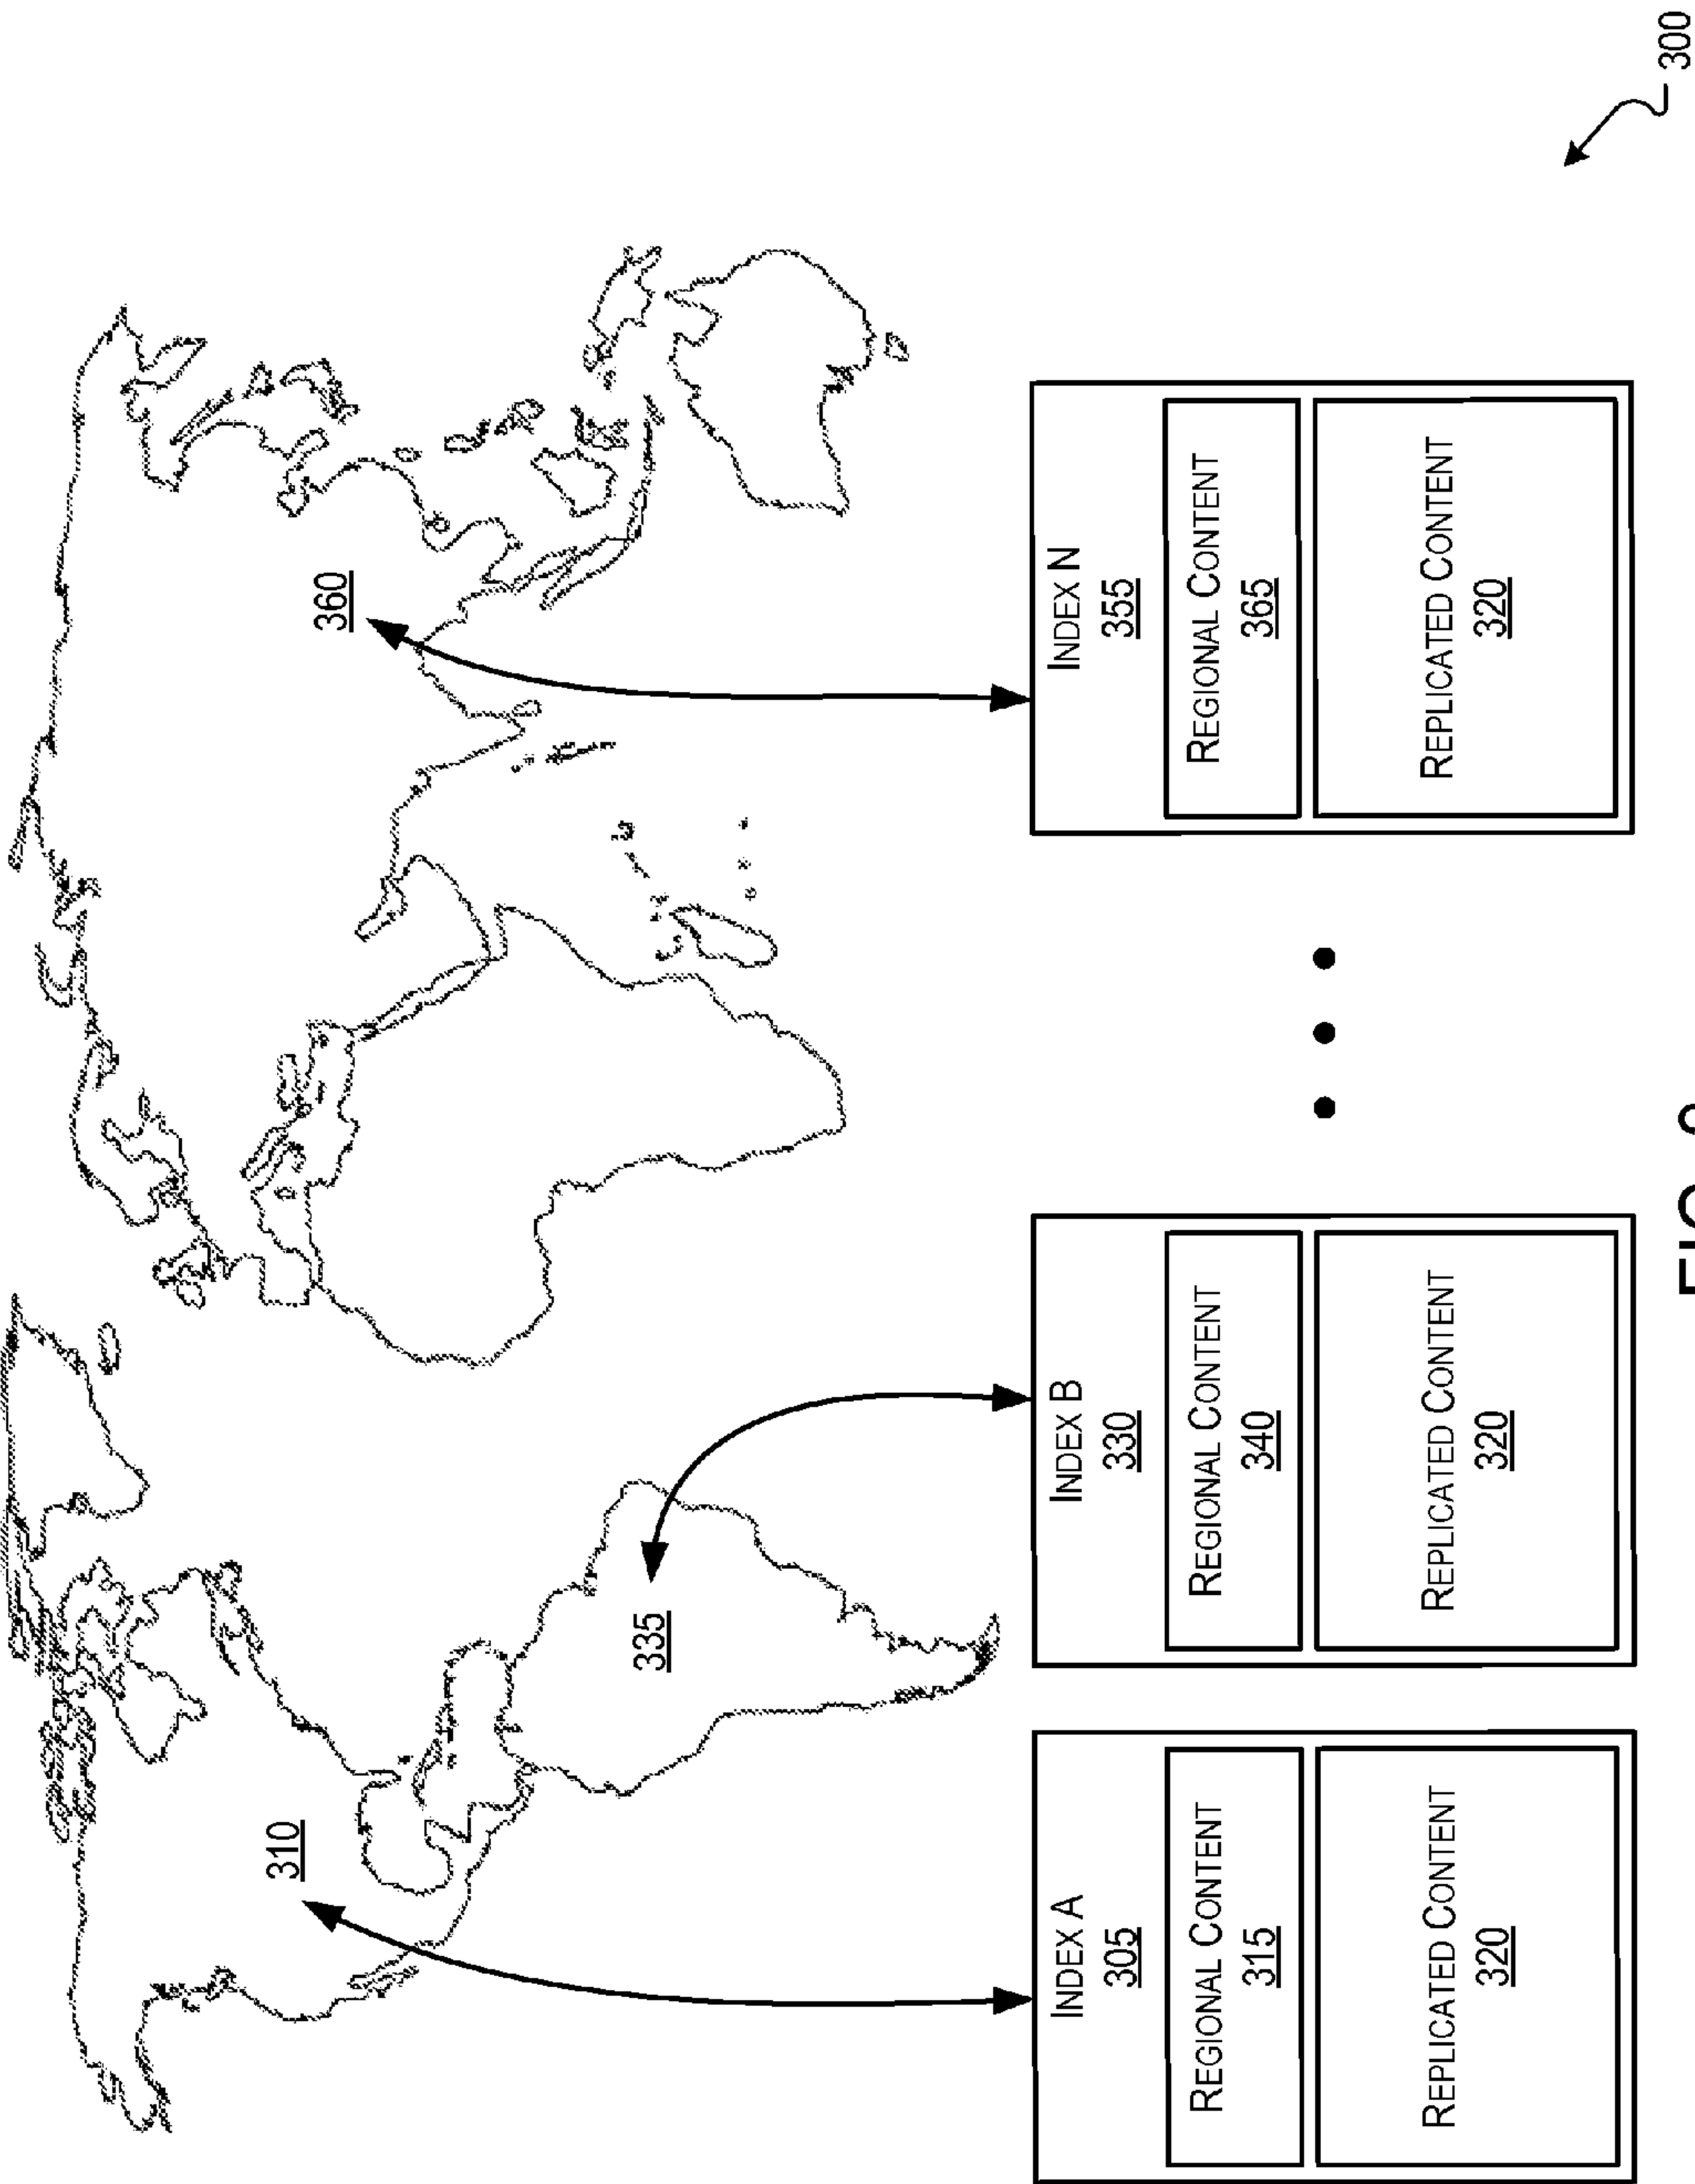 300
310
335
360
INDEX A
305
REGIONAL CONTENT
315
REPLICATED CONTENT
320
INDEX B
330
REGIONAL CONTENT
340
REPLICATED CONTENT
320
INDEX N
355
REGIONAL CONTENT
365
REPLICATED CONTENT
320
FIG.